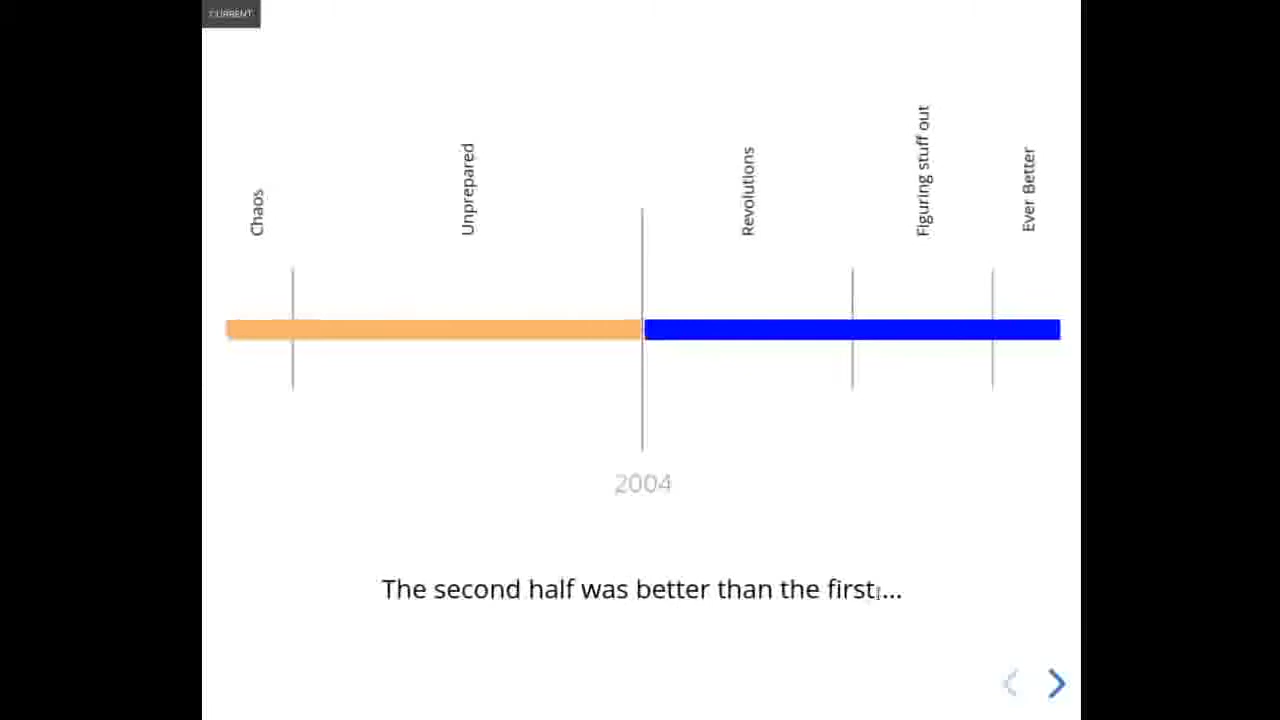 CURRENT
Chaos
Unprepared
Revolutions
Figuring stuff out
Ever Better
2004
The second half was better than the first....